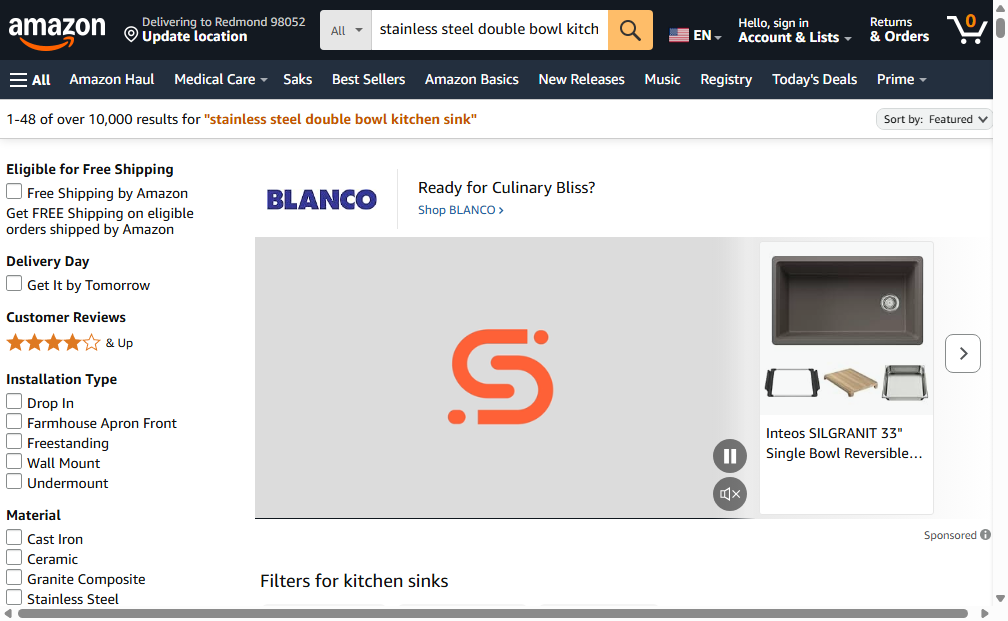 amazon
Delivering to Redmond 98052
Update location
All
stainless steel double bowl kitch
EN
Hello, sign in
Account & Lists
Returns
& Orders
0
All
Amazon Haul
Medical Care
Saks
Best Sellers
Amazon Basics
New Releases
Music
Registry
Today's Deals
Prime
1-48 of over 10,000 results for "stainless steel double bowl kitchen sink"
Sort by: Featured
Eligible for Free Shipping
Free Shipping by Amazon
Get FREE Shipping on eligible
orders shipped by Amazon
Delivery Day
Get It by Tomorrow
Customer Reviews
& Up
Installation Type
Drop In
Farmhouse Apron Front
Freestanding
Wall Mount
Undermount
Material
Cast Iron
Ceramic
Granite Composite
Stainless Steel
BLANCO
Ready for Culinary Bliss?
Shop BLANCO ›
Inteos SILGRANIT 33"
Single Bowl Reversible...
Sponsored
Filters for kitchen sinks